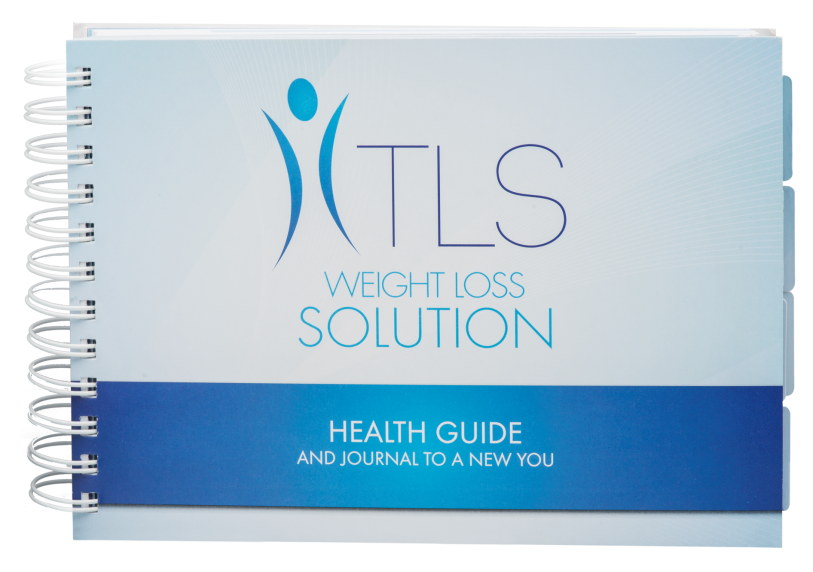 TLS
WEIGHT LOSS
SOLUTION
HEALTH GUIDE
AND JOURNAL TO A NEW YOU